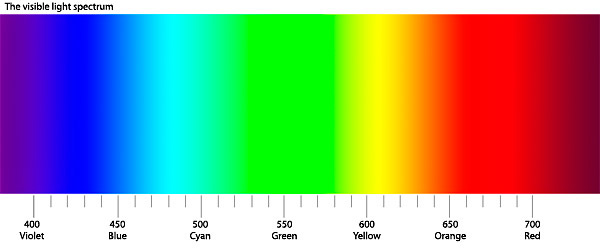 The visible light spectrum
400 450 500 550 600 650 700
Violet Blue Cyan Green Yellow Orange Red